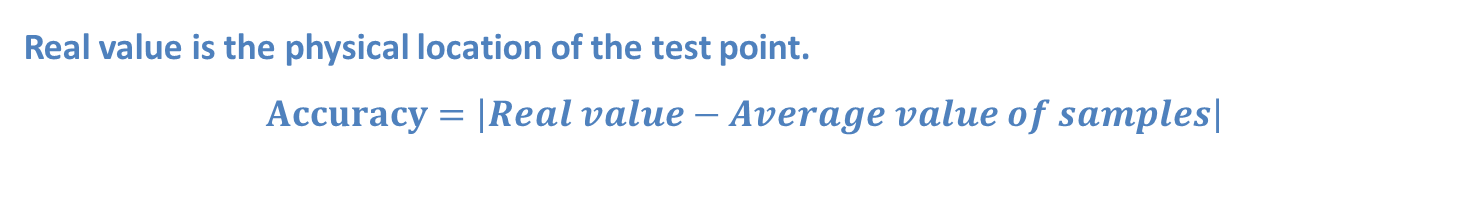 Real value is the physical location of the test point.
Accuracy = |Real value − Average value of samples|